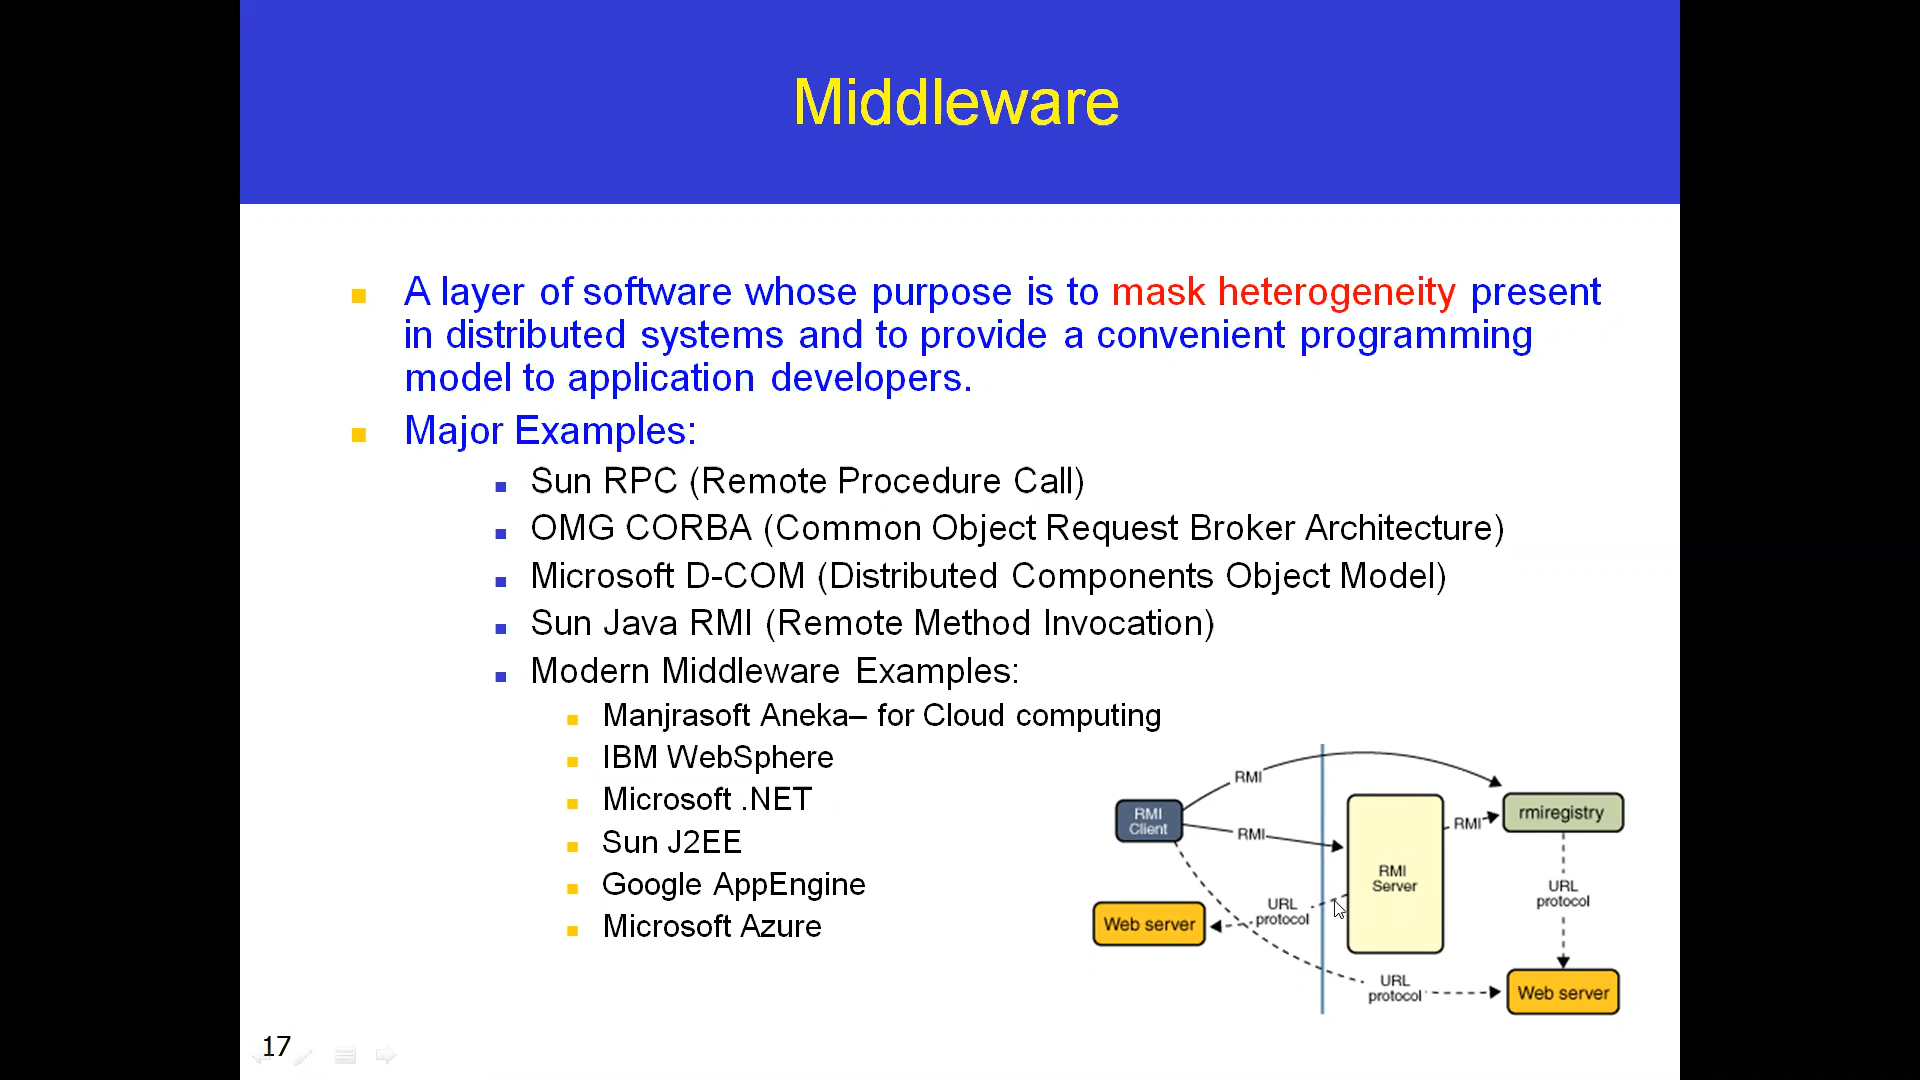 Middleware
A layer of software whose purpose is to mask heterogeneity present
in distributed systems and to provide a convenient programming
model to application developers.
Major Examples:
Sun RPC (Remote Procedure Call)
OMG CORBA (Common Object Request Broker Architecture)
Microsoft D-COM (Distributed Components Object Model)
Sun Java RMI (Remote Method Invocation)
Modern Middleware Examples:
Manjrasoft Aneka– for Cloud computing
IBM WebSphere
Microsoft .NET
Sun J2EE
Google AppEngine
Microsoft Azure
RMI
RMI
Client
RMI
RMI
rmiregistry
RMI
Server
URL
protocol
URL
protocol
Web server
URL
protocol
Web server
17